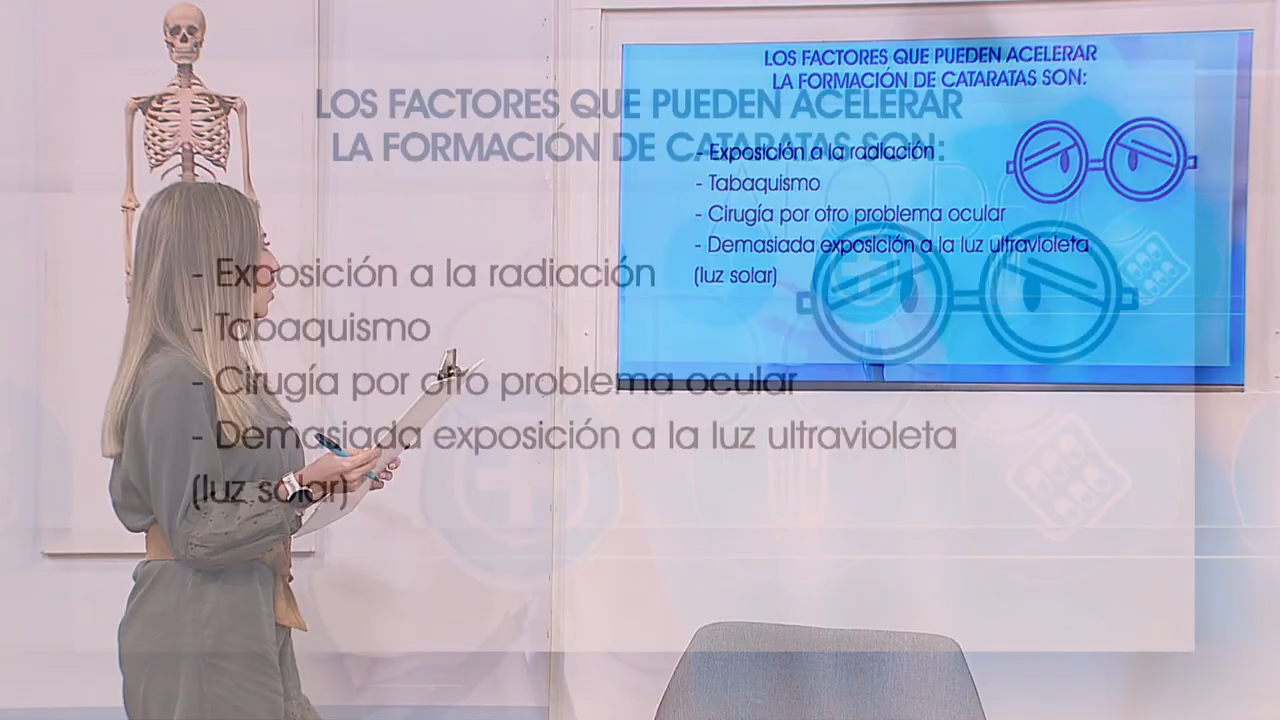 LOS FACTORES QUE PUEDEN ACELERAR
LA FORMACIÓN DE CATARATAS SON:
- Exposición a la radiación
- Tabaquismo
- Cirugía por otro problema ocular
- Demasiada exposición a la luz ultravioleta
(luz solar)
LOS FACTORES QUE PUEDEN ACELERAR
LA FORMACIÓN DE CATARATAS SON:
- Exposición a la radiación
- Tabaquismo
- Cirugía por otro problema ocular
- Demasiada exposición a la luz ultravioleta
(luz solar)